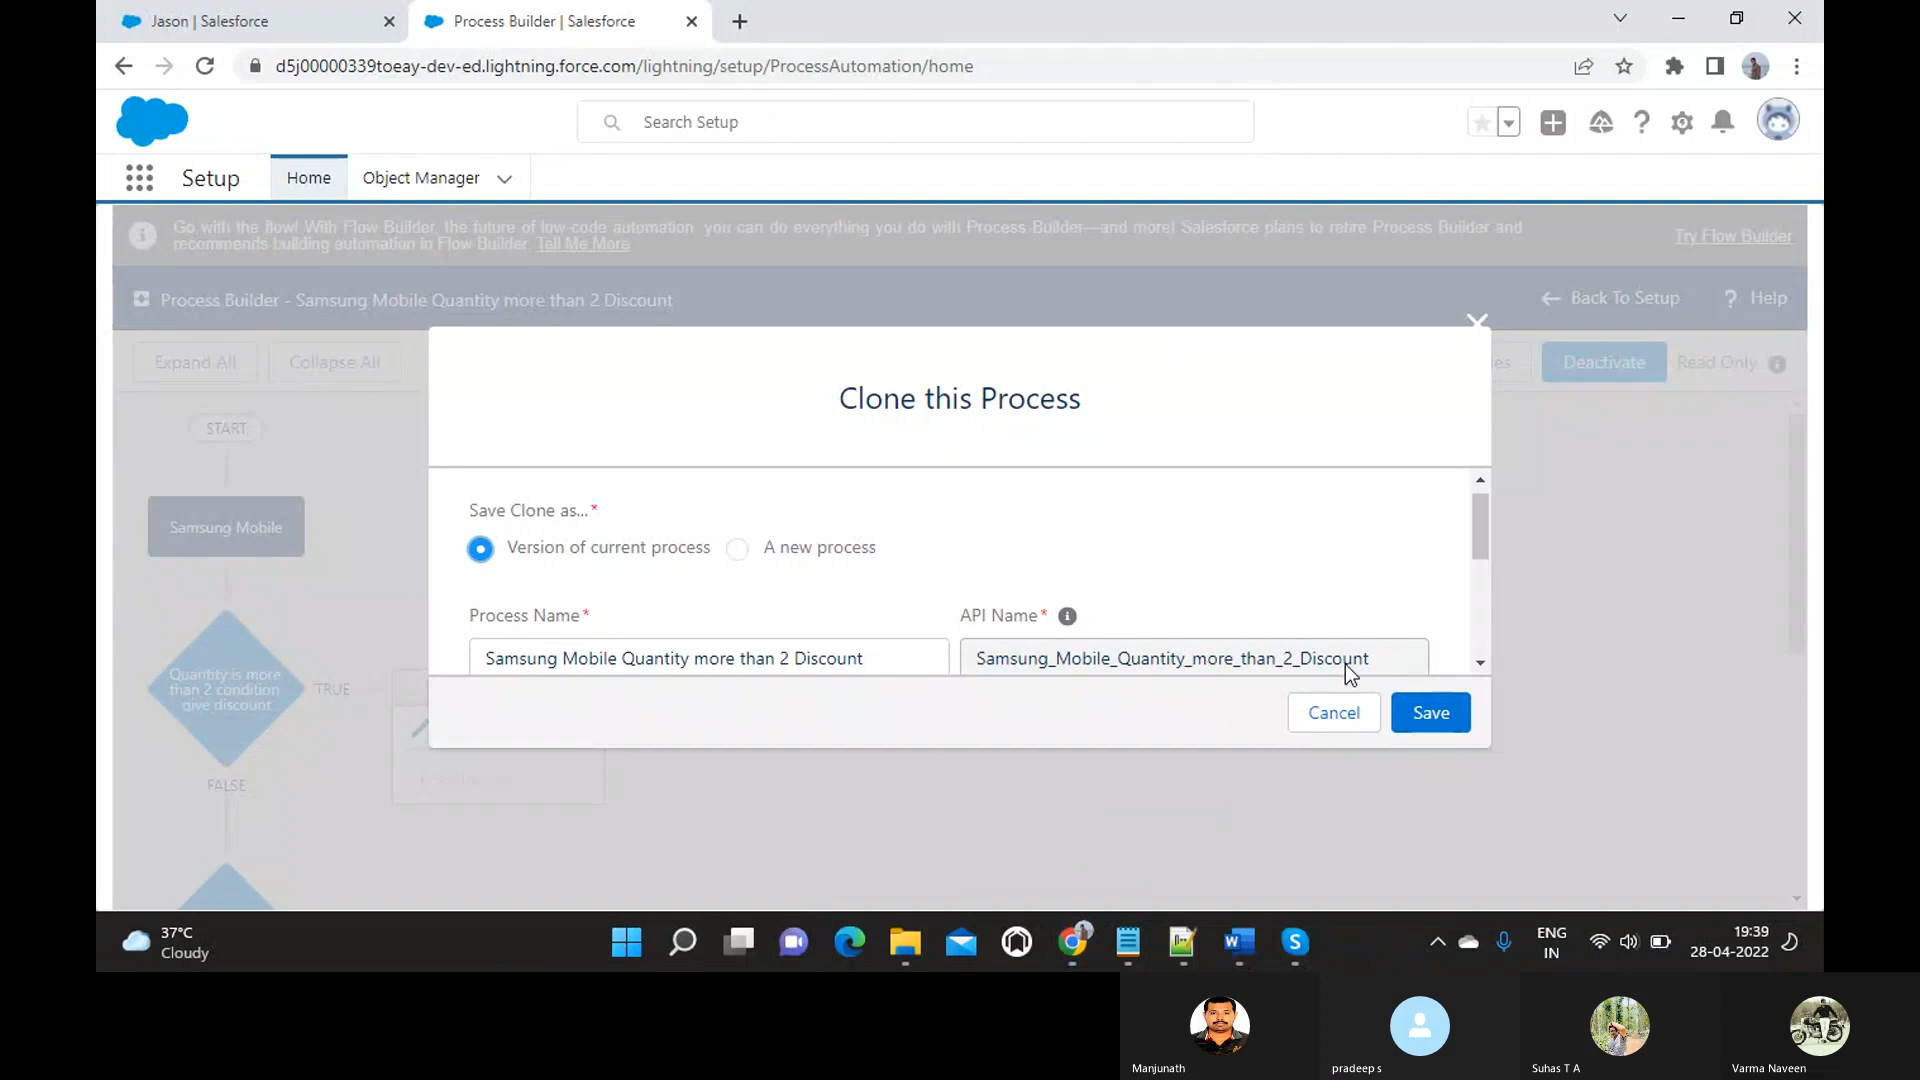 Jason | Salesforce
Process Builder | Salesforce
d5j00000339toeay-dev-ed.lightning.force.com/lightning/setup/ProcessAutomation/home
Search Setup
Setup
Home
Object Manager
Go with the flow! With Flow Builder, the future of low-code automation you can do everything you do with Process Builder—and more! Salesforce plans to retire Process Builder and
recommends building automation in Flow Builder. Tell Me More
Try Flow Builder
Process Builder - Samsung Mobile Quantity more than 2 Discount
Back To Setup
? Help
Expand All
Collapse All
Deactivate
Read Only
START
Samsung Mobile
Quantity is more
than 2 condition
give discount
TRUE
FALSE
Clone this Process
Save Clone as...*
Version of current process
A new process
Process Name*
API Name*
Samsung Mobile Quantity more than 2 Discount
Samsung_Mobile_Quantity_more_than_2_Discount
Cancel
Save
37°C
Cloudy
ENG
IN
19:39
28-04-2022
Manjunath
pradeep s
Suhas T A
Varma Naveen